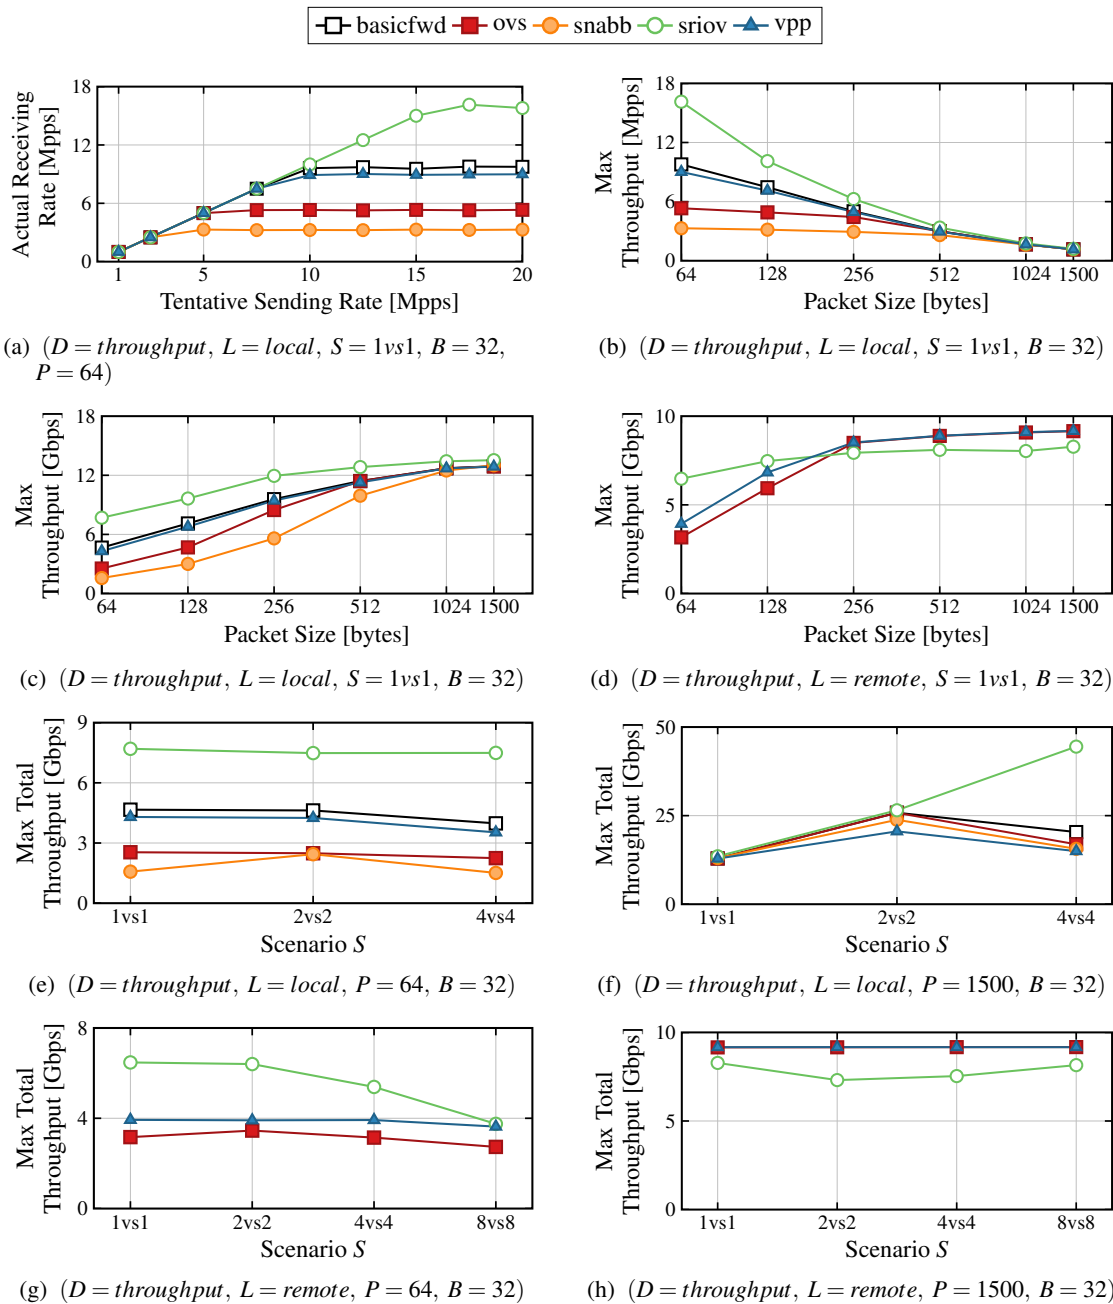 basicfwd ovs snabb sriov vpp
Actual Receiving
Rate [Mpps]
18
12
6
0
1 5 10 15 20
Tentative Sending Rate [Mpps]
(a) (D = throughput, L = local, S = 1vs1, B = 32,
P = 64)
Max
Throughput [Mpps]
18
12
6
0
64 128 256 512 1024 1500
Packet Size [bytes]
(b) (D = throughput, L = local, S = 1vs1, B = 32)
Max
Throughput [Gbps]
18
12
6
0
64 128 256 512 1024 1500
Packet Size [bytes]
(c) (D = throughput, L = local, S = 1vs1, B = 32)
Max
Throughput [Gbps]
10
5
0
64 128 256 512 1024 1500
Packet Size [bytes]
(d) (D = throughput, L = remote, S = 1vs1, B = 32)
Max Total
Throughput [Gbps]
9
6
3
0
1vs1 2vs2 4vs4
Scenario S
(e) (D = throughput, L = local, P = 64, B = 32)
Max Total
Throughput [Gbps]
50
25
0
1vs1 2vs2 4vs4
Scenario S
(f) (D = throughput, L = local, P = 1500, B = 32)
Max Total
Throughput [Gbps]
8
4
0
1vs1 2vs2 4vs4 8vs8
Scenario S
(g) (D = throughput, L = remote, P = 64, B = 32)
Max Total
Throughput [Gbps]
10
5
0
1vs1 2vs2 4vs4 8vs8
Scenario S
(h) (D = throughput, L = remote, P = 1500, B = 32)